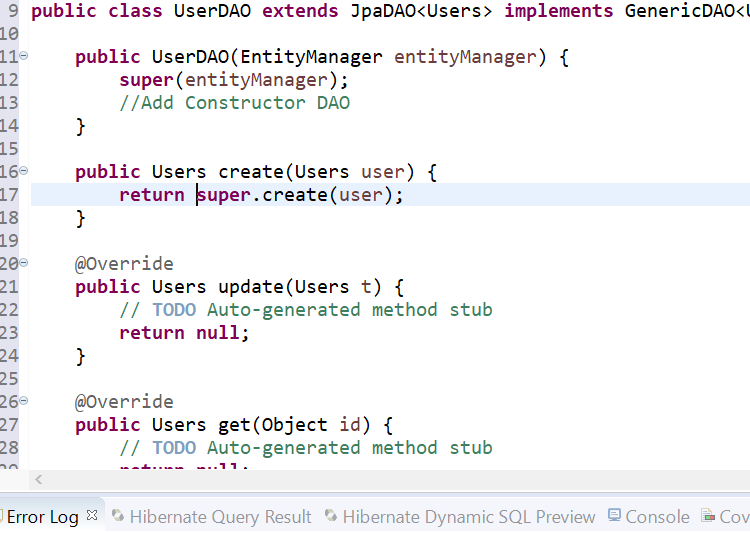 9 public class UserDAO extends JpaDAO<Users> implements GenericDAO<U
10
11 public UserDAO(EntityManager entityManager) {
12 super(entityManager);
13 //Add Constructor DAO
14 }
15
16 public Users create(Users user) {
17 return super.create(user);
18 }
19
20 @Override
21 public Users update(Users t) {
22 // TODO Auto-generated method stub
23 return null;
24 }
25
26 @Override
27 public Users get(Object id) {
28 // TODO Auto-generated method stub
29 return null;
Error Log Hibernate Query Result Hibernate Dynamic SQL Preview Console Cov